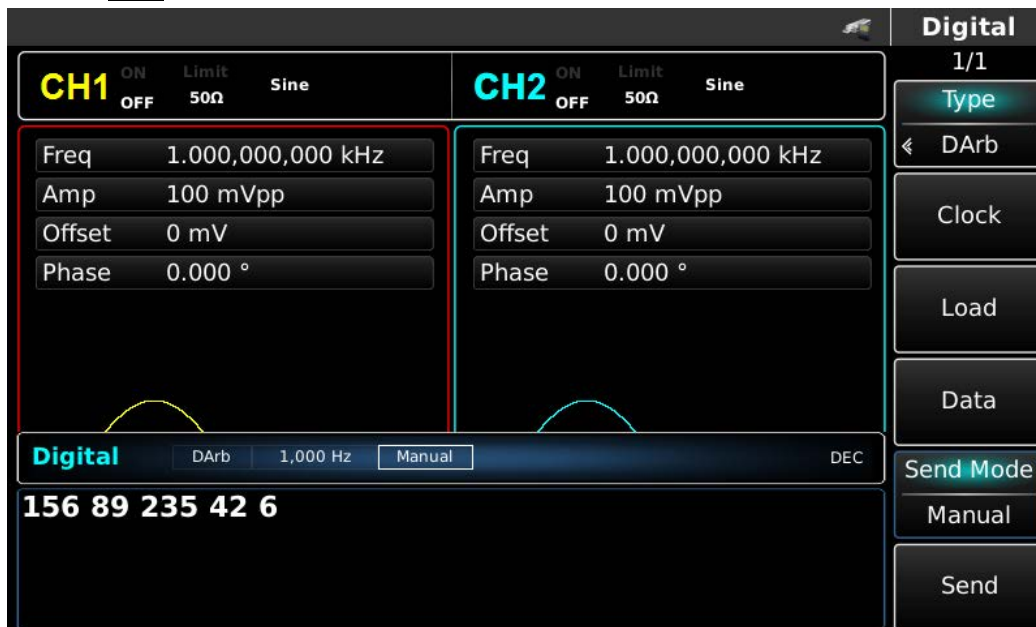 Digital
1/1
CH1 ON OFF Limit 50Ω Sine
CH2 ON OFF Limit 50Ω Sine
Type
DArb
Freq 1.000,000,000 kHz
Amp 100 mVpp
Offset 0 mV
Phase 0.000 °
Freq 1.000,000,000 kHz
Amp 100 mVpp
Offset 0 mV
Phase 0.000 °
Clock
Load
Data
Digital DArb 1,000 Hz Manual DEC
156 89 235 42 6
Send Mode
Manual
Send